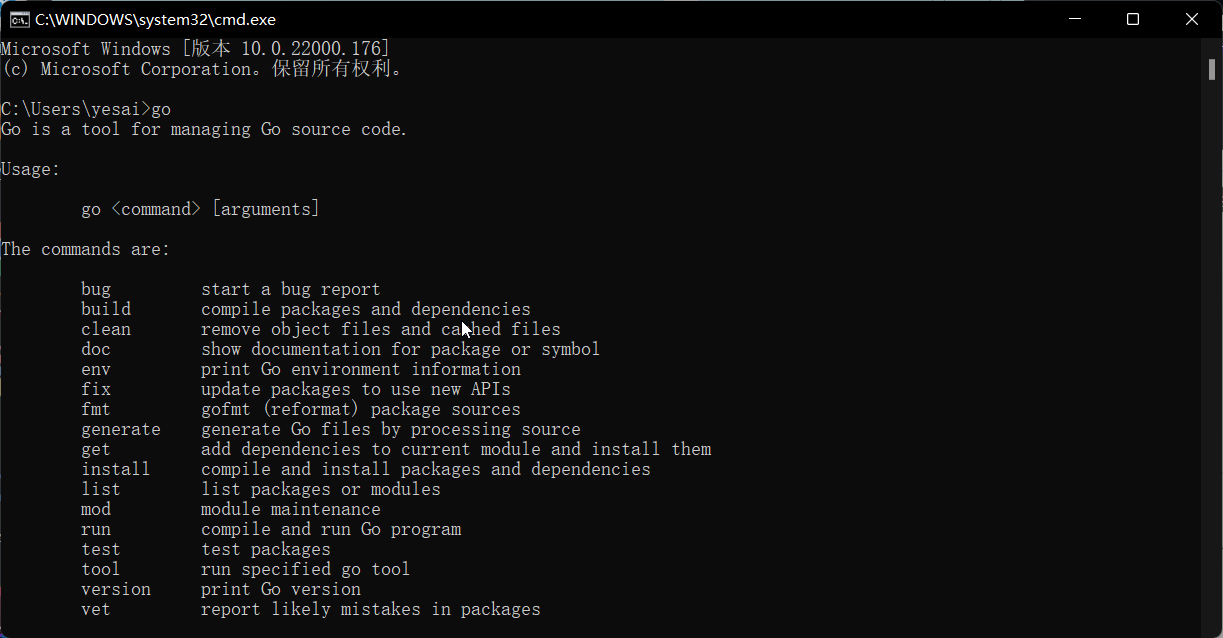 C:\WINDOWS\system32\cmd.exe
Microsoft Windows [版本 10.0.22000.176]
(c) Microsoft Corporation。保留所有权利。
C:\Users\yesai>go
Go is a tool for managing Go source code.
Usage:
go <command> [arguments]
The commands are:
bug start a bug report
build compile packages and dependencies
clean remove object files and cached files
doc show documentation for package or symbol
env print Go environment information
fix update packages to use new APIs
fmt gofmt (reformat) package sources
generate generate Go files by processing source
get add dependencies to current module and install them
install compile and install packages and dependencies
list list packages or modules
mod module maintenance
run compile and run Go program
test test packages
tool run specified go tool
version print Go version
vet report likely mistakes in packages